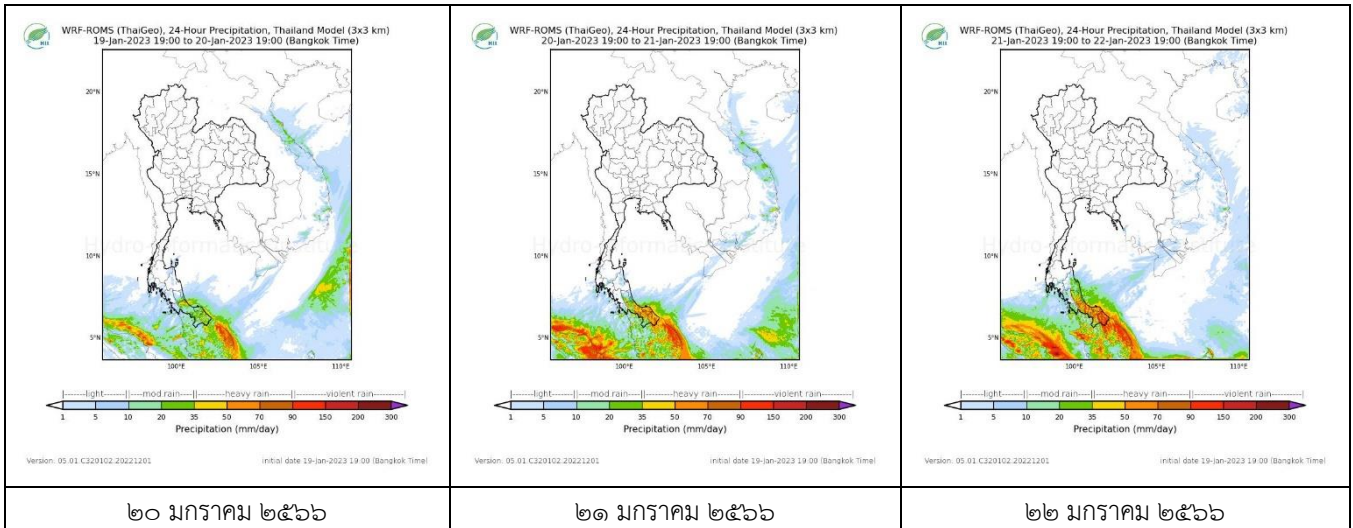 WRF-ROMS (ThaiGeo), 24-Hour Precipitation, Thailand Model (3x3 km)
19-Jan-2023 19:00 to 20-Jan-2023 19:00 (Bangkok Time)
HII
20°N
15°N
10°N
5°N
100°E 105°E 110°E
|------light------||---mod rain---||------heavy rain------||------violent rain------|
1 5 10 20 35 50 70 90 150 200 300
Precipitation (mm/day)
Version: 05.01.C320102.20221201 initial date 19-Jan-2023 19:00 (Bangkok Time)
๒๐ มกราคม ๒๕๖๖
WRF-ROMS (ThaiGeo), 24-Hour Precipitation, Thailand Model (3x3 km)
20-Jan-2023 19:00 to 21-Jan-2023 19:00 (Bangkok Time)
HII
20°N
15°N
10°N
5°N
100°E 105°E 110°E
|------light------||---mod rain---||------heavy rain------||------violent rain------|
1 5 10 20 35 50 70 90 150 200 300
Precipitation (mm/day)
Version: 05.01.C320102.20221201 initial date 19-Jan-2023 19:00 (Bangkok Time)
๒๑ มกราคม ๒๕๖๖
WRF-ROMS (ThaiGeo), 24-Hour Precipitation, Thailand Model (3x3 km)
21-Jan-2023 19:00 to 22-Jan-2023 19:00 (Bangkok Time)
HII
20°N
15°N
10°N
5°N
100°E 105°E 110°E
|------light------||---mod rain---||------heavy rain------||------violent rain------|
1 5 10 20 35 50 70 90 150 200 300
Precipitation (mm/day)
Version: 05.01.C320102.20221201 initial date 19-Jan-2023 19:00 (Bangkok Time)
๒๒ มกราคม ๒๕๖๖